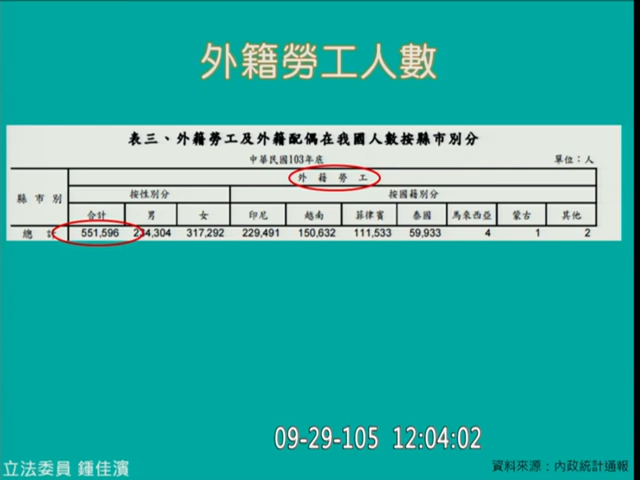 外籍勞工人數
表三、外籍勞工及外籍配偶在我國人數按縣市別分
中華民國103年底 單位：人
縣 市 別 外 籍 勞 工
按性別分 按國籍別分
合計 男 女 印尼 越南 菲律賓 泰國 馬來西亞 蒙古 其他
總 計 551,596 234,304 317,292 229,491 150,632 111,533 59,933 4 1 2
09-29-105 12:04:02
立法委員 鍾佳濱 資料來源：內政統計通報